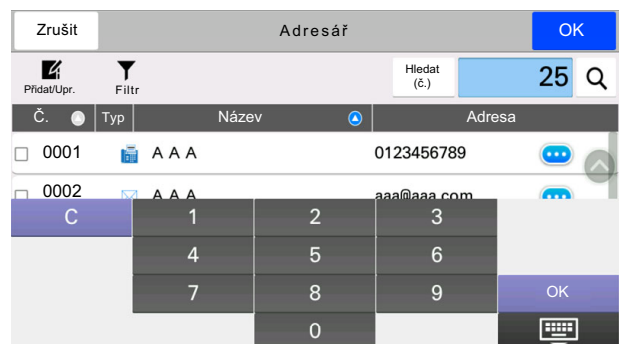 Zrušit Adresář OK
Přidat/Upr. Filtr Hledat (č.) 25
Č. Typ Název Adresa
0001 A A A 0123456789
0002 A A A aaa@aaa.com
C 1 2 3
4 5 6
7 8 9 OK
0